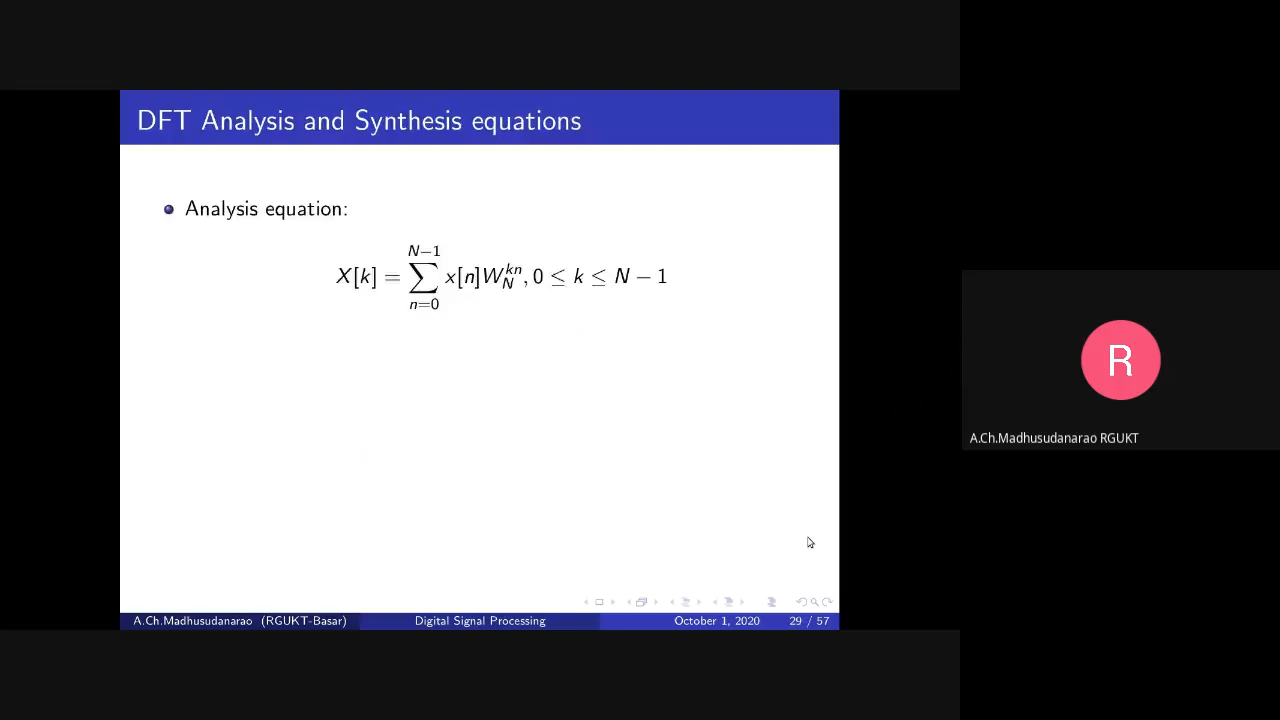 DFT Analysis and Synthesis equations
Analysis equation:
X[k] = \sum_{n=0}^{N-1} x[n]W_N^{kn}, 0 ≤ k ≤ N − 1
R
A.Ch.Madhusudanarao RGUKT
A.Ch.Madhusudanarao (RGUKT-Basar) Digital Signal Processing October 1, 2020 29 / 57